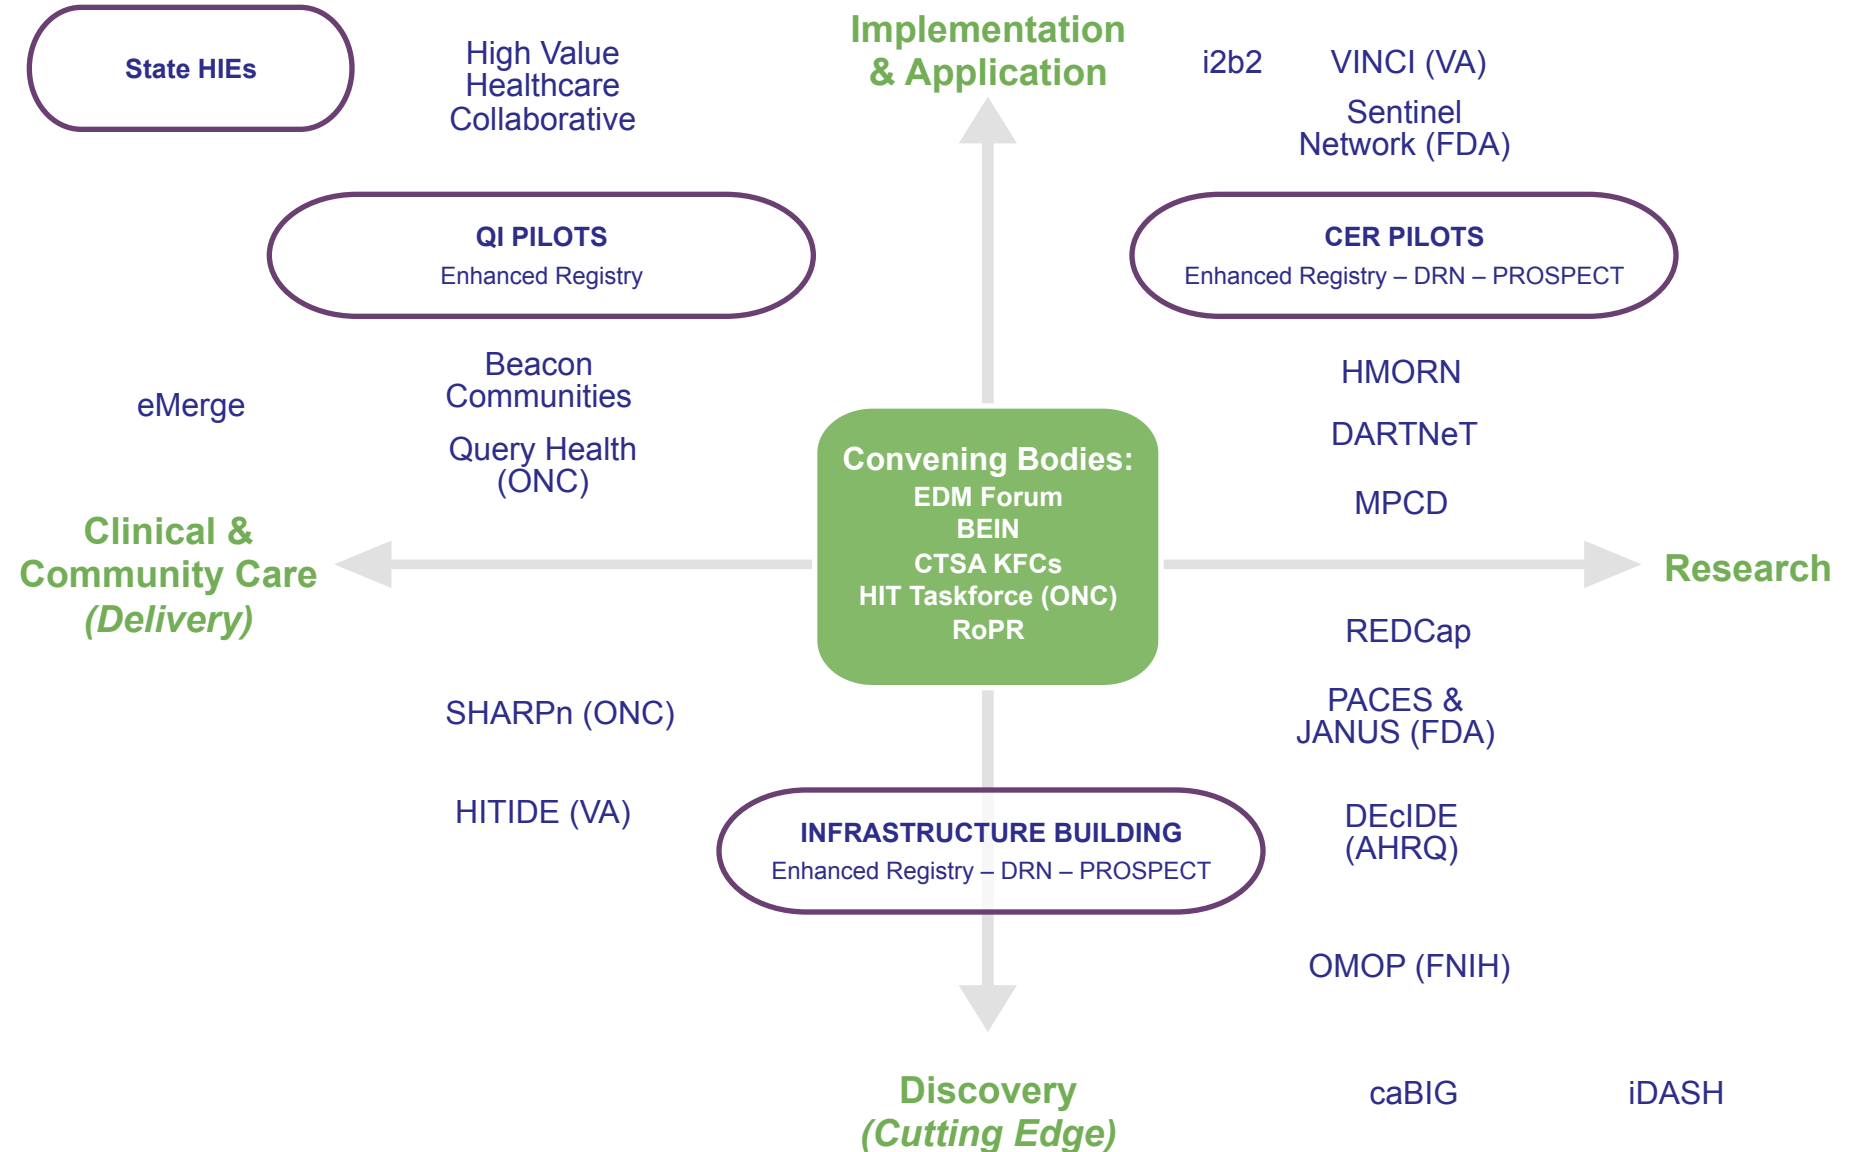 State HIEs
High Value
Healthcare
Collaborative
Implementation
& Application
i2b2
VINCI (VA)
Sentinel
Network (FDA)
QI PILOTS
Enhanced Registry
CER PILOTS
Enhanced Registry – DRN – PROSPECT
eMerge
Beacon
Communities
Query Health
(ONC)
HMORN
DARTNeT
MPCD
Clinical &
Community Care
(Delivery)
Convening Bodies:
EDM Forum
BEIN
CTSA KFCs
HIT Taskforce (ONC)
RoPR
Research
SHARPn (ONC)
HITIDE (VA)
REDCap
PACES &
JANUS (FDA)
DEcIDE
(AHRQ)
INFRASTRUCTURE BUILDING
Enhanced Registry – DRN – PROSPECT
OMOP (FNIH)
Discovery
(Cutting Edge)
caBIG
iDASH